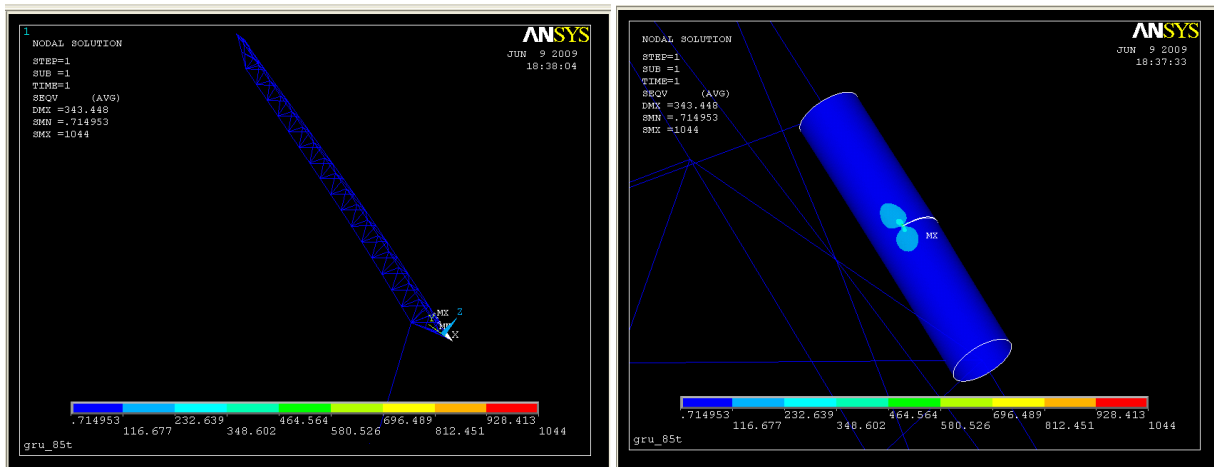 1
ANSYS
NODAL SOLUTION
JUN 9 2009
18:38:04
STEP=1
SUB =1
TIME=1
SEQV (AVG)
DMX =343.448
SMN =.714953
SMX =1044
MX
Z
Y
X
.714953 232.639 464.564 696.489 928.413
116.677 348.602 580.526 812.451 1044
gru_85t
ANSYS
NODAL SOLUTION
JUN 9 2009
18:37:33
STEP=1
SUB =1
TIME=1
SEQV (AVG)
DMX =343.448
SMN =.714953
SMX =1044
MX
.714953 232.639 464.564 696.489 928.413
116.677 348.602 580.526 812.451 1044
gru_85t